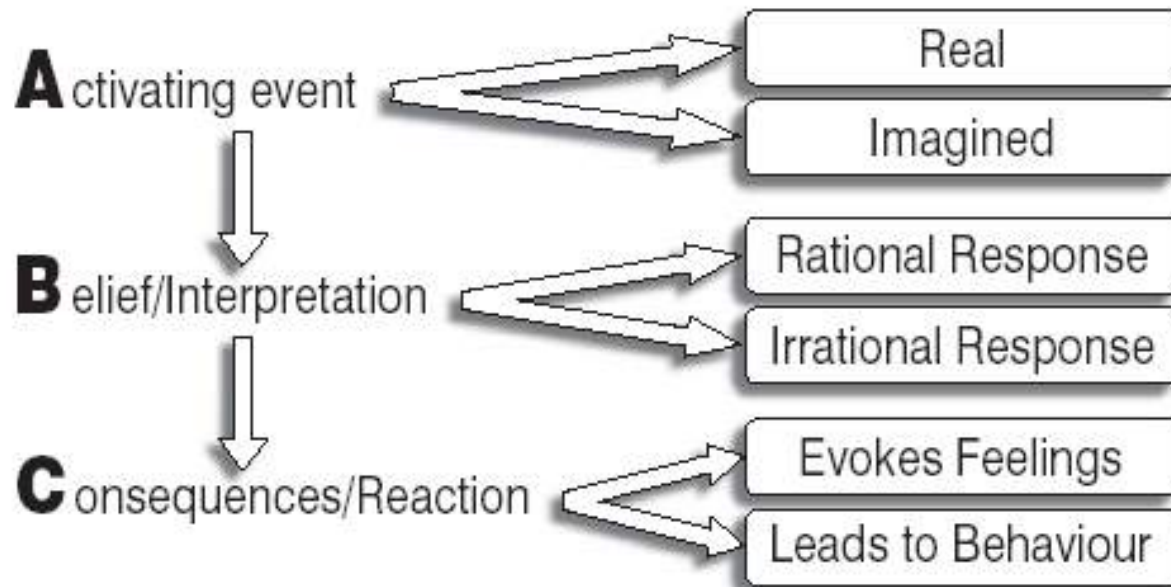 Activating event
Real
Imagined
Belief/Interpretation
Rational Response
Irrational Response
Consequences/Reaction
Evokes Feelings
Leads to Behaviour